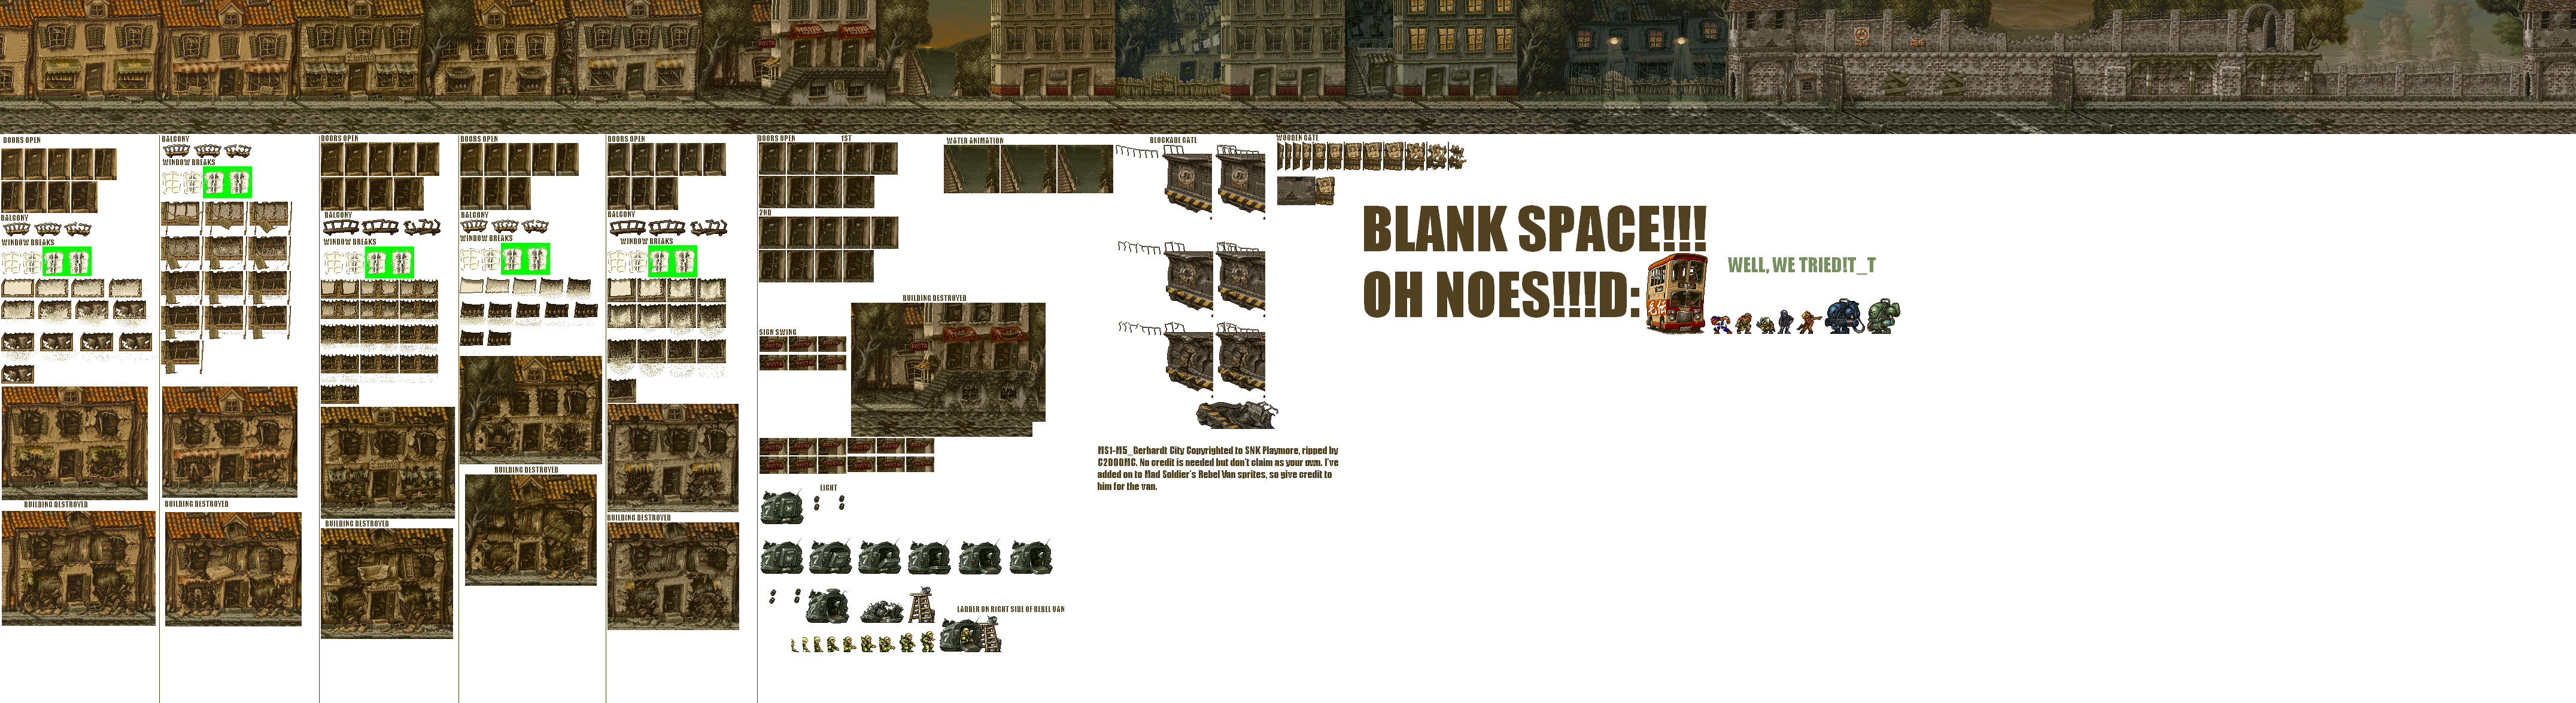 DOORS OPEN
BALCONY
WINDOW BREAKS
BUILDING DESTROYED
BALCONY
WINDOW BREAKS
BUILDING DESTROYED
DOORS OPEN
BALCONY
WINDOW BREAKS
BUILDING DESTROYED
DOORS OPEN
BALCONY
WINDOW BREAKS
BUILDING DESTROYED
DOORS OPEN
BALCONY
WINDOW BREAKS
BUILDING DESTROYED
DOORS OPEN 1ST
2ND
BUILDING DESTROYED
SIGN SWING
POSTA
LIGHT
LADDER ON RIGHT SIDE OF REBEL VAN
WATER ANIMATION
BLOCKADE GATE
WOODEN GATE
MS1-M5_Gerhardt City Copyrighted to SNK Playmore, ripped by
C2000MC. No credit is needed but don't claim as your own. I've
added on to Mad Soldier's Rebel Van sprites, so give credit to
him for the van.
BLANK SPACE!!!
OH NOES!!!D:
WELL, WE TRIED!T_T